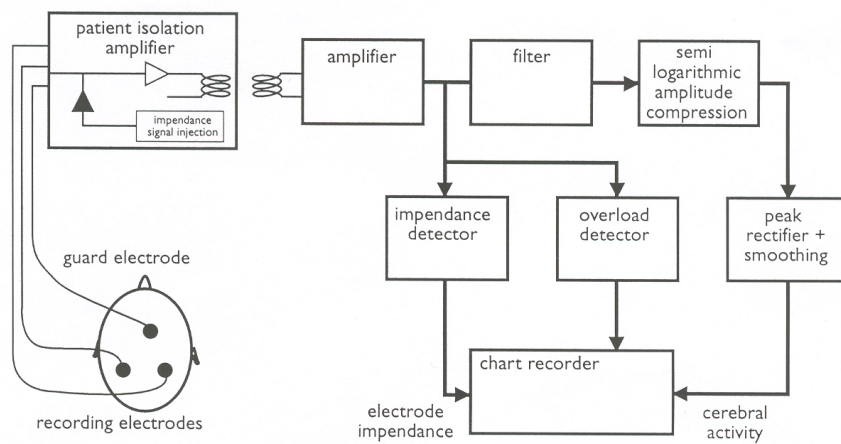 patient isolation
amplifier
impendance
signal injection
amplifier
filter
semi
logarithmic
amplitude
compression
impendance
detector
overload
detector
peak
rectifier +
smoothing
guard electrode
chart recorder
recording electrodes
electrode
impedance
cerebral
activity